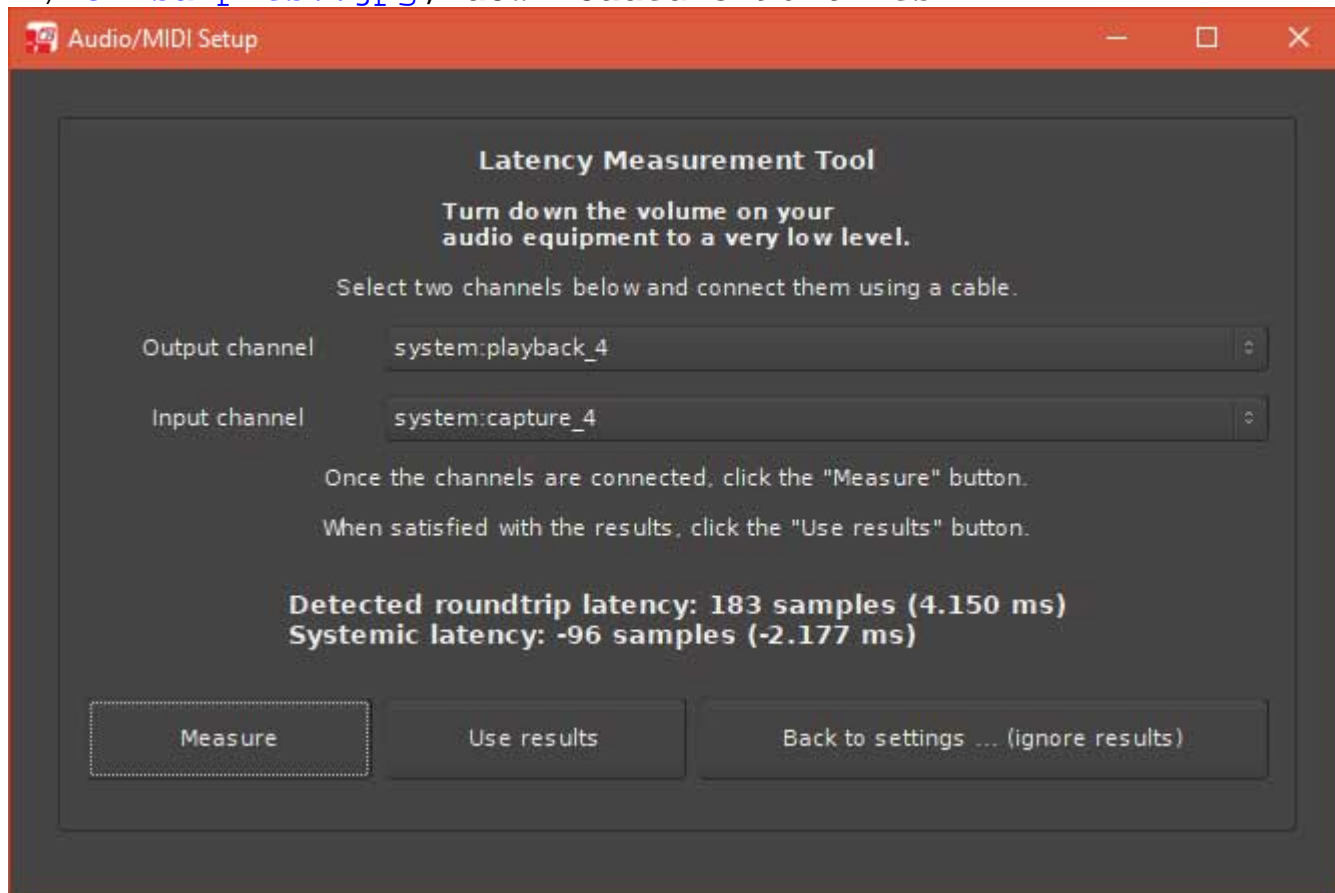 Audio/MIDI Setup
Latency Measurement Tool
Turn down the volume on your
audio equipment to a very low level.
Select two channels below and connect them using a cable.
Output channel system:playback_4
Input channel system:capture_4
Once the channels are connected, click the "Measure" button.
When satisfied with the results, click the "Use results" button.
Detected roundtrip latency: 183 samples (4.150 ms)
Systemic latency: -96 samples (-2.177 ms)
Measure Use results Back to settings ... (ignore results)